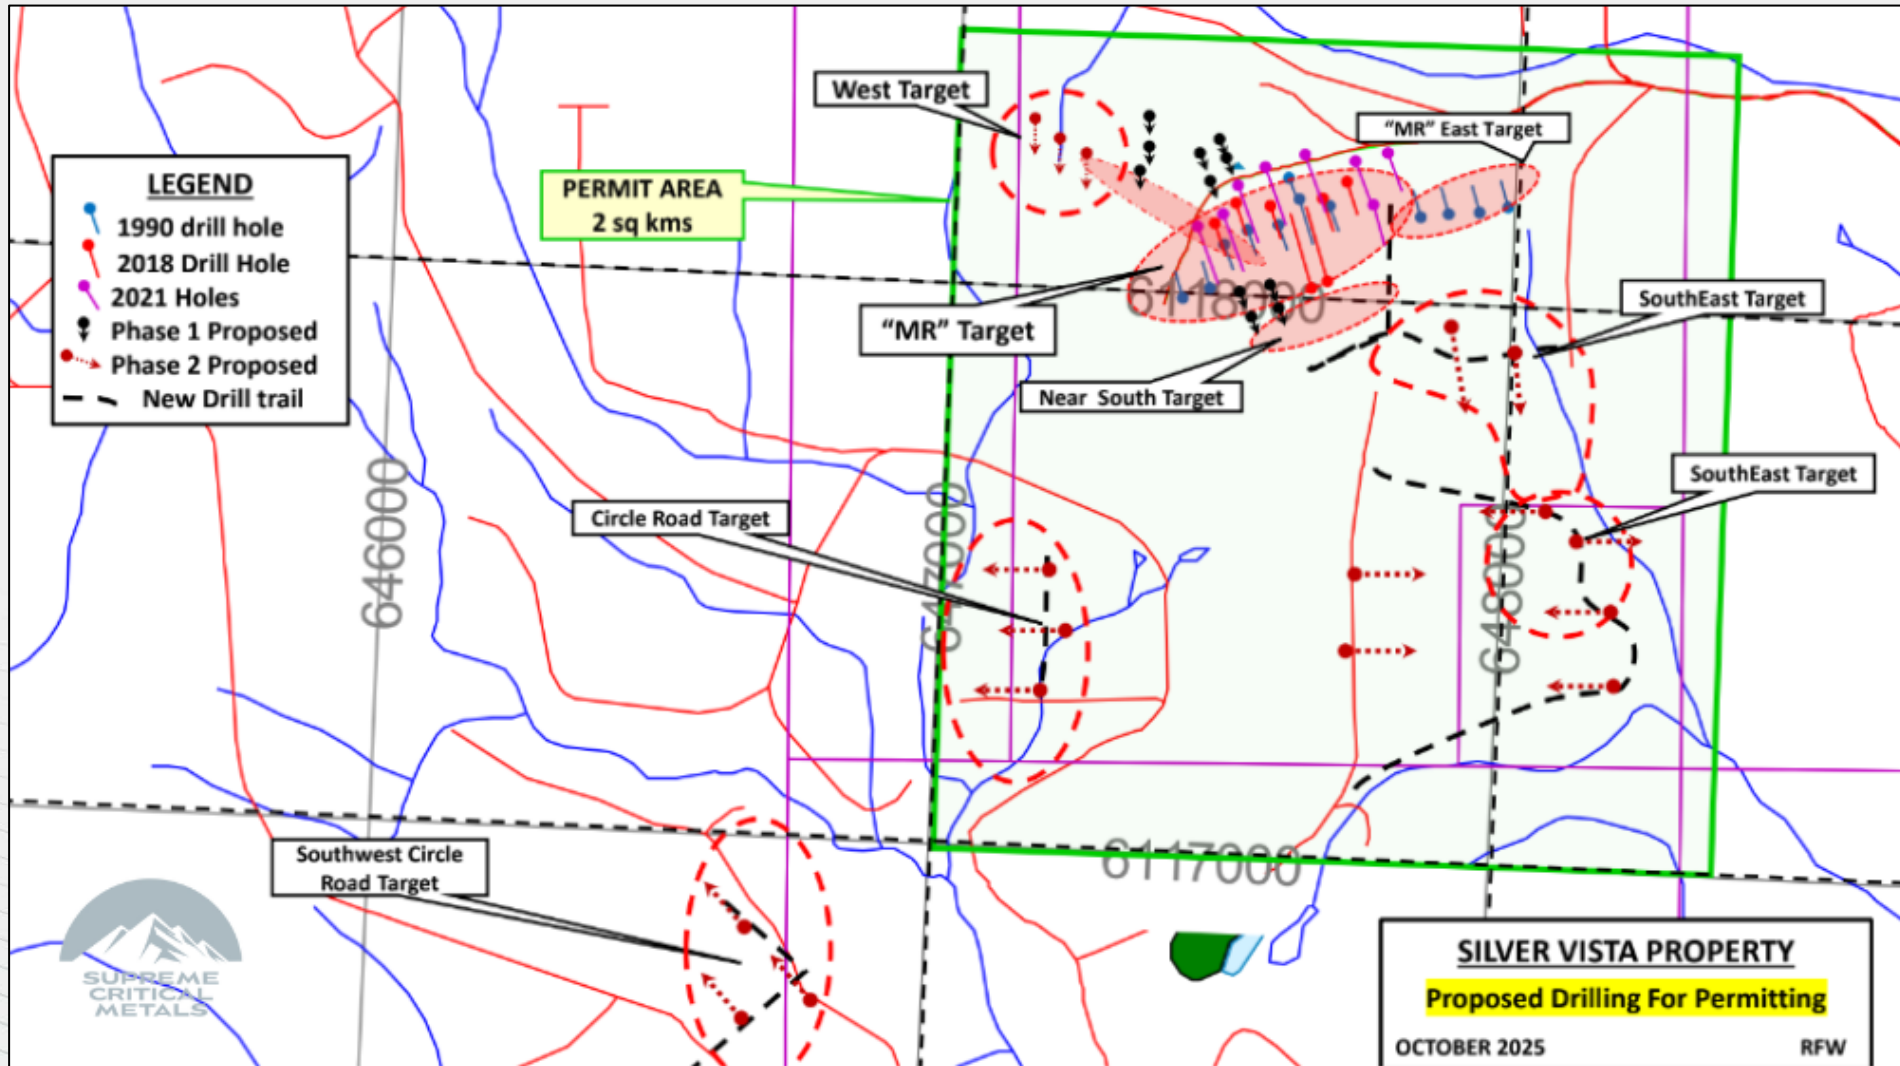 West Target
"MR" East Target
LEGEND
1990 drill hole
2018 Drill Hole
2021 Holes
Phase 1 Proposed
Phase 2 Proposed
New Drill trail
PERMIT AREA
2 sq kms
6118000
SouthEast Target
"MR" Target
Near South Target
SouthEast Target
646000
Circle Road Target
647000
648000
Southwest Circle
Road Target
6117000
SUPREME
CRITICAL
METALS
SILVER VISTA PROPERTY
Proposed Drilling For Permitting
OCTOBER 2025 RFW